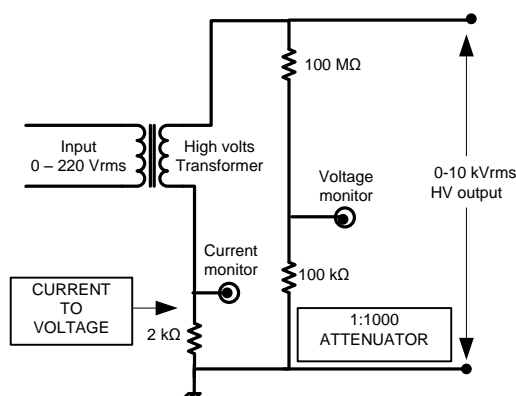 100 MΩ
Input
0 – 220 Vrms
High volts
Transformer
Voltage
monitor
0-10 kVrms
HV output
Current
monitor
CURRENT
TO
VOLTAGE
2 kΩ
100 kΩ
1:1000
ATTENUATOR